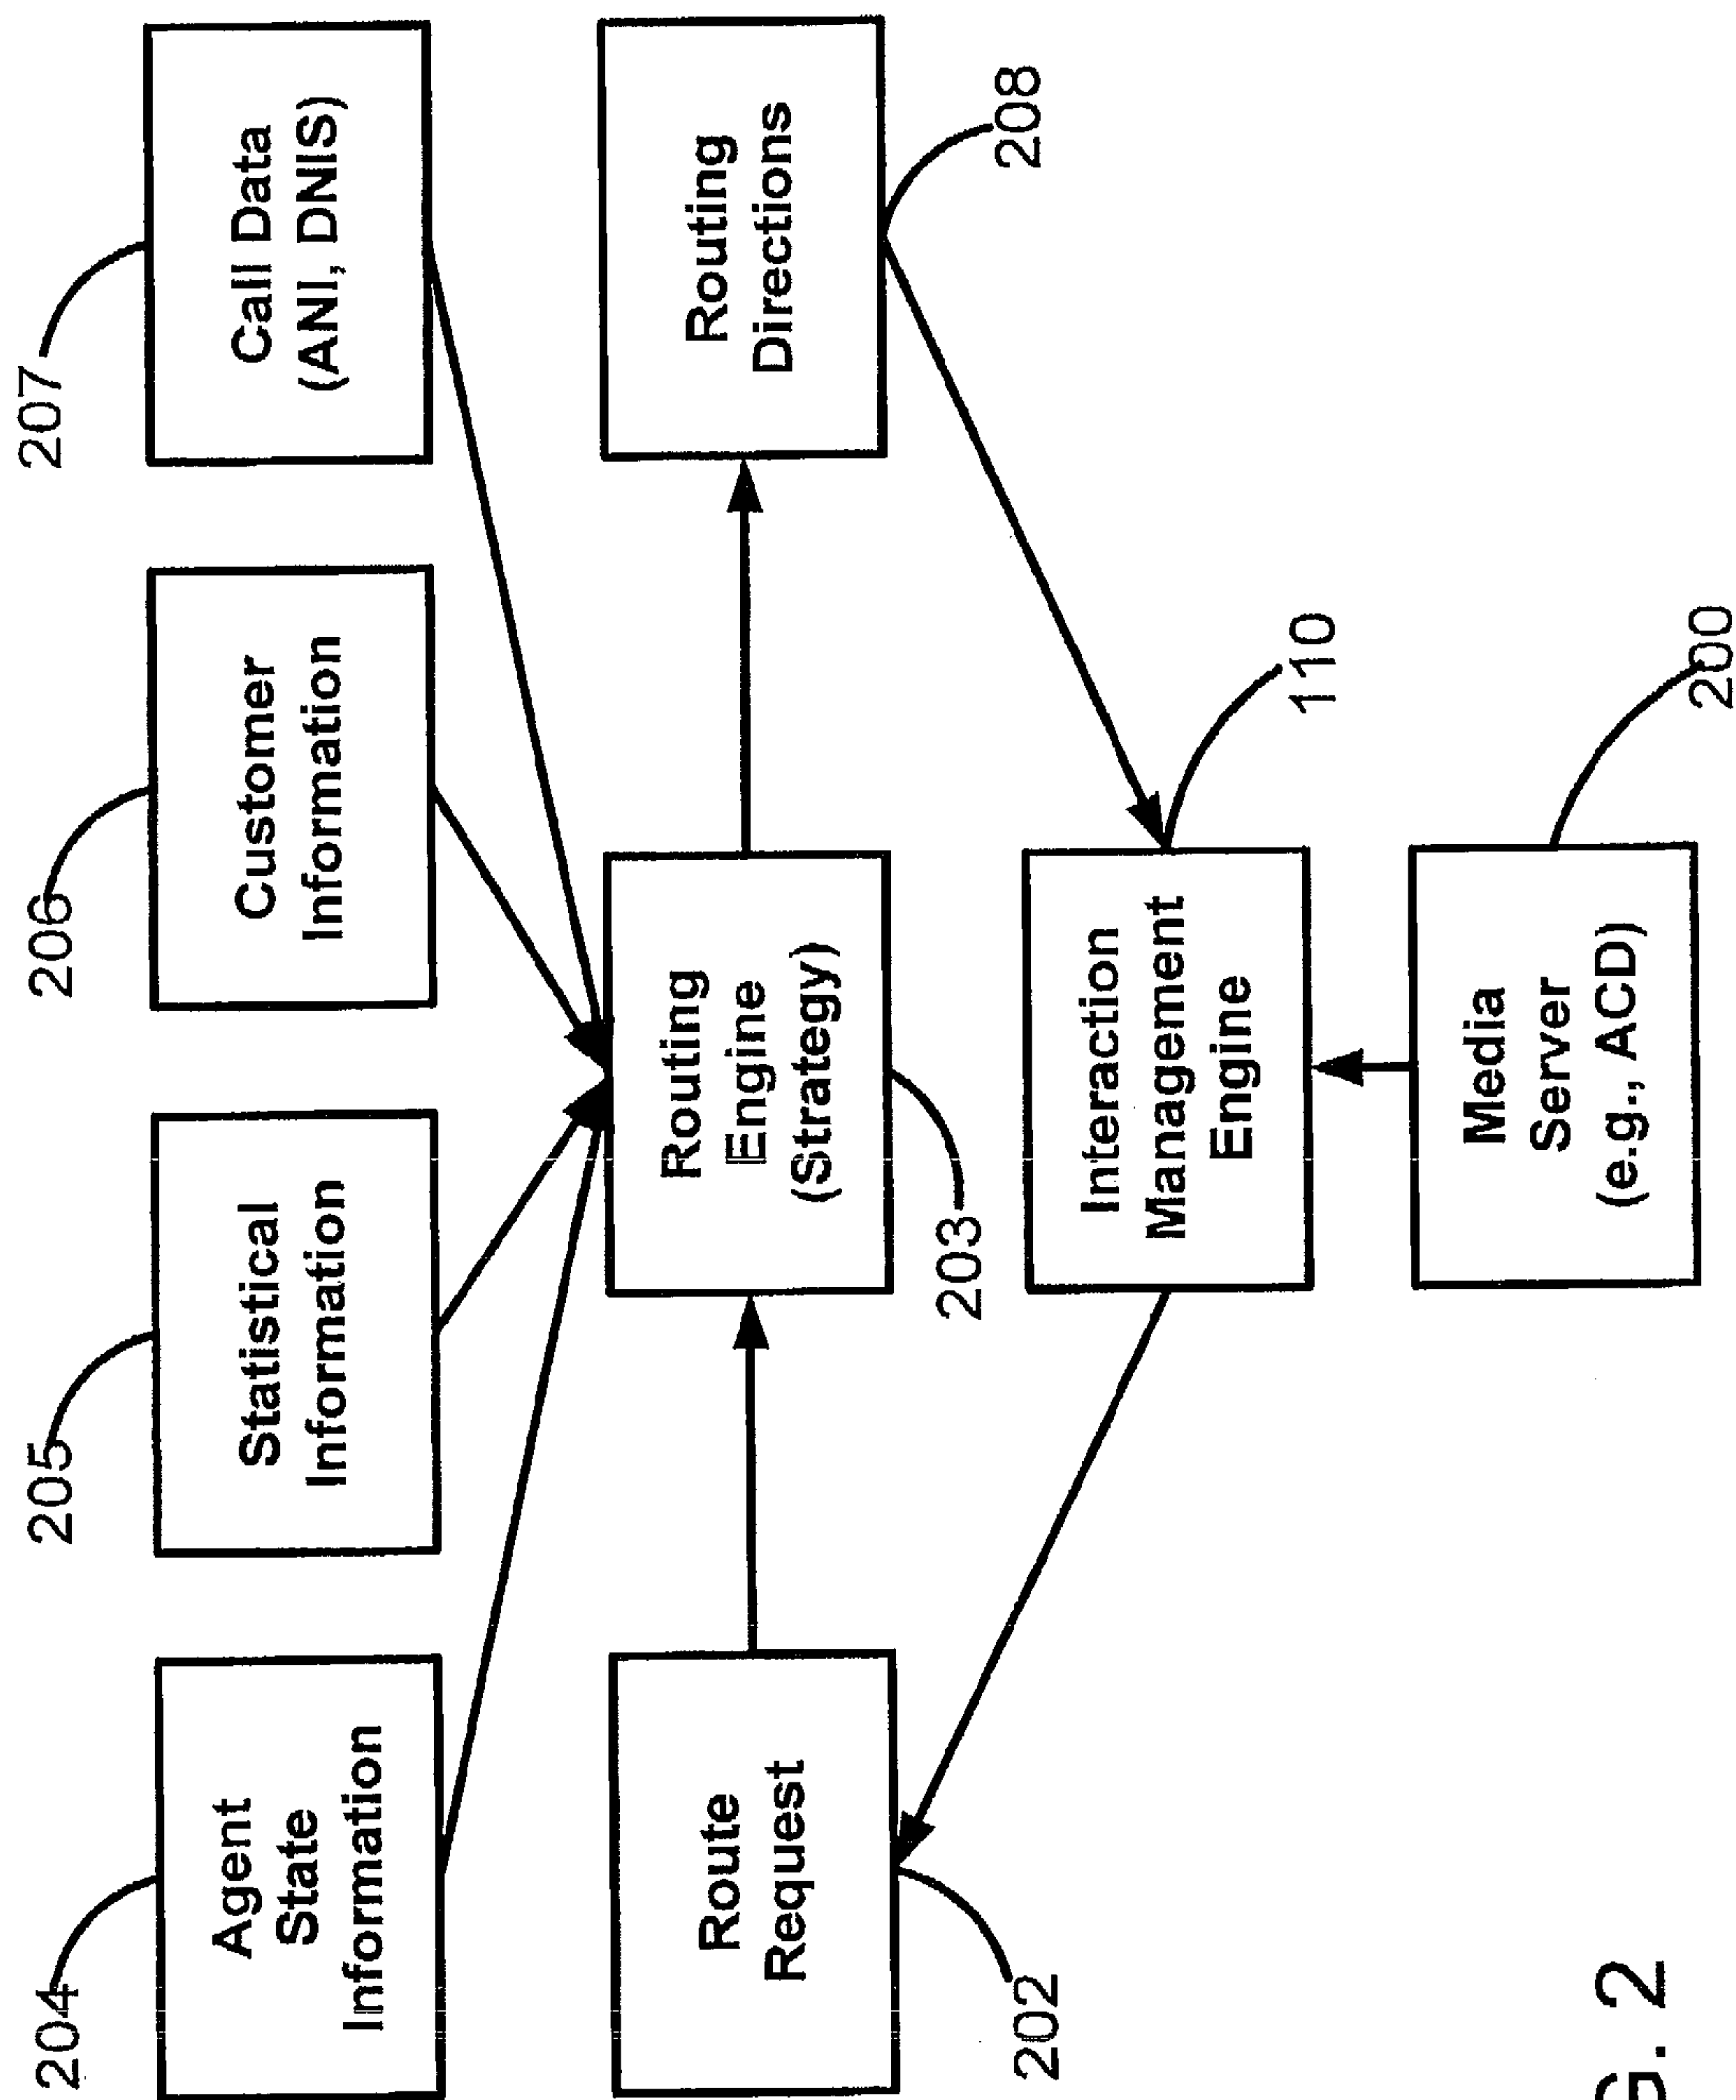 204
205
206
207
Agent
State
Information
Statistical
Information
Customer
Information
Call Data
(ANI, DNIS)
Route
Request
Routing
Engine
(Strategy)
Routing
Directions
202
203
208
Interaction
Management
Engine
110
Media
Server
(e.g., ACD)
200
G. 2